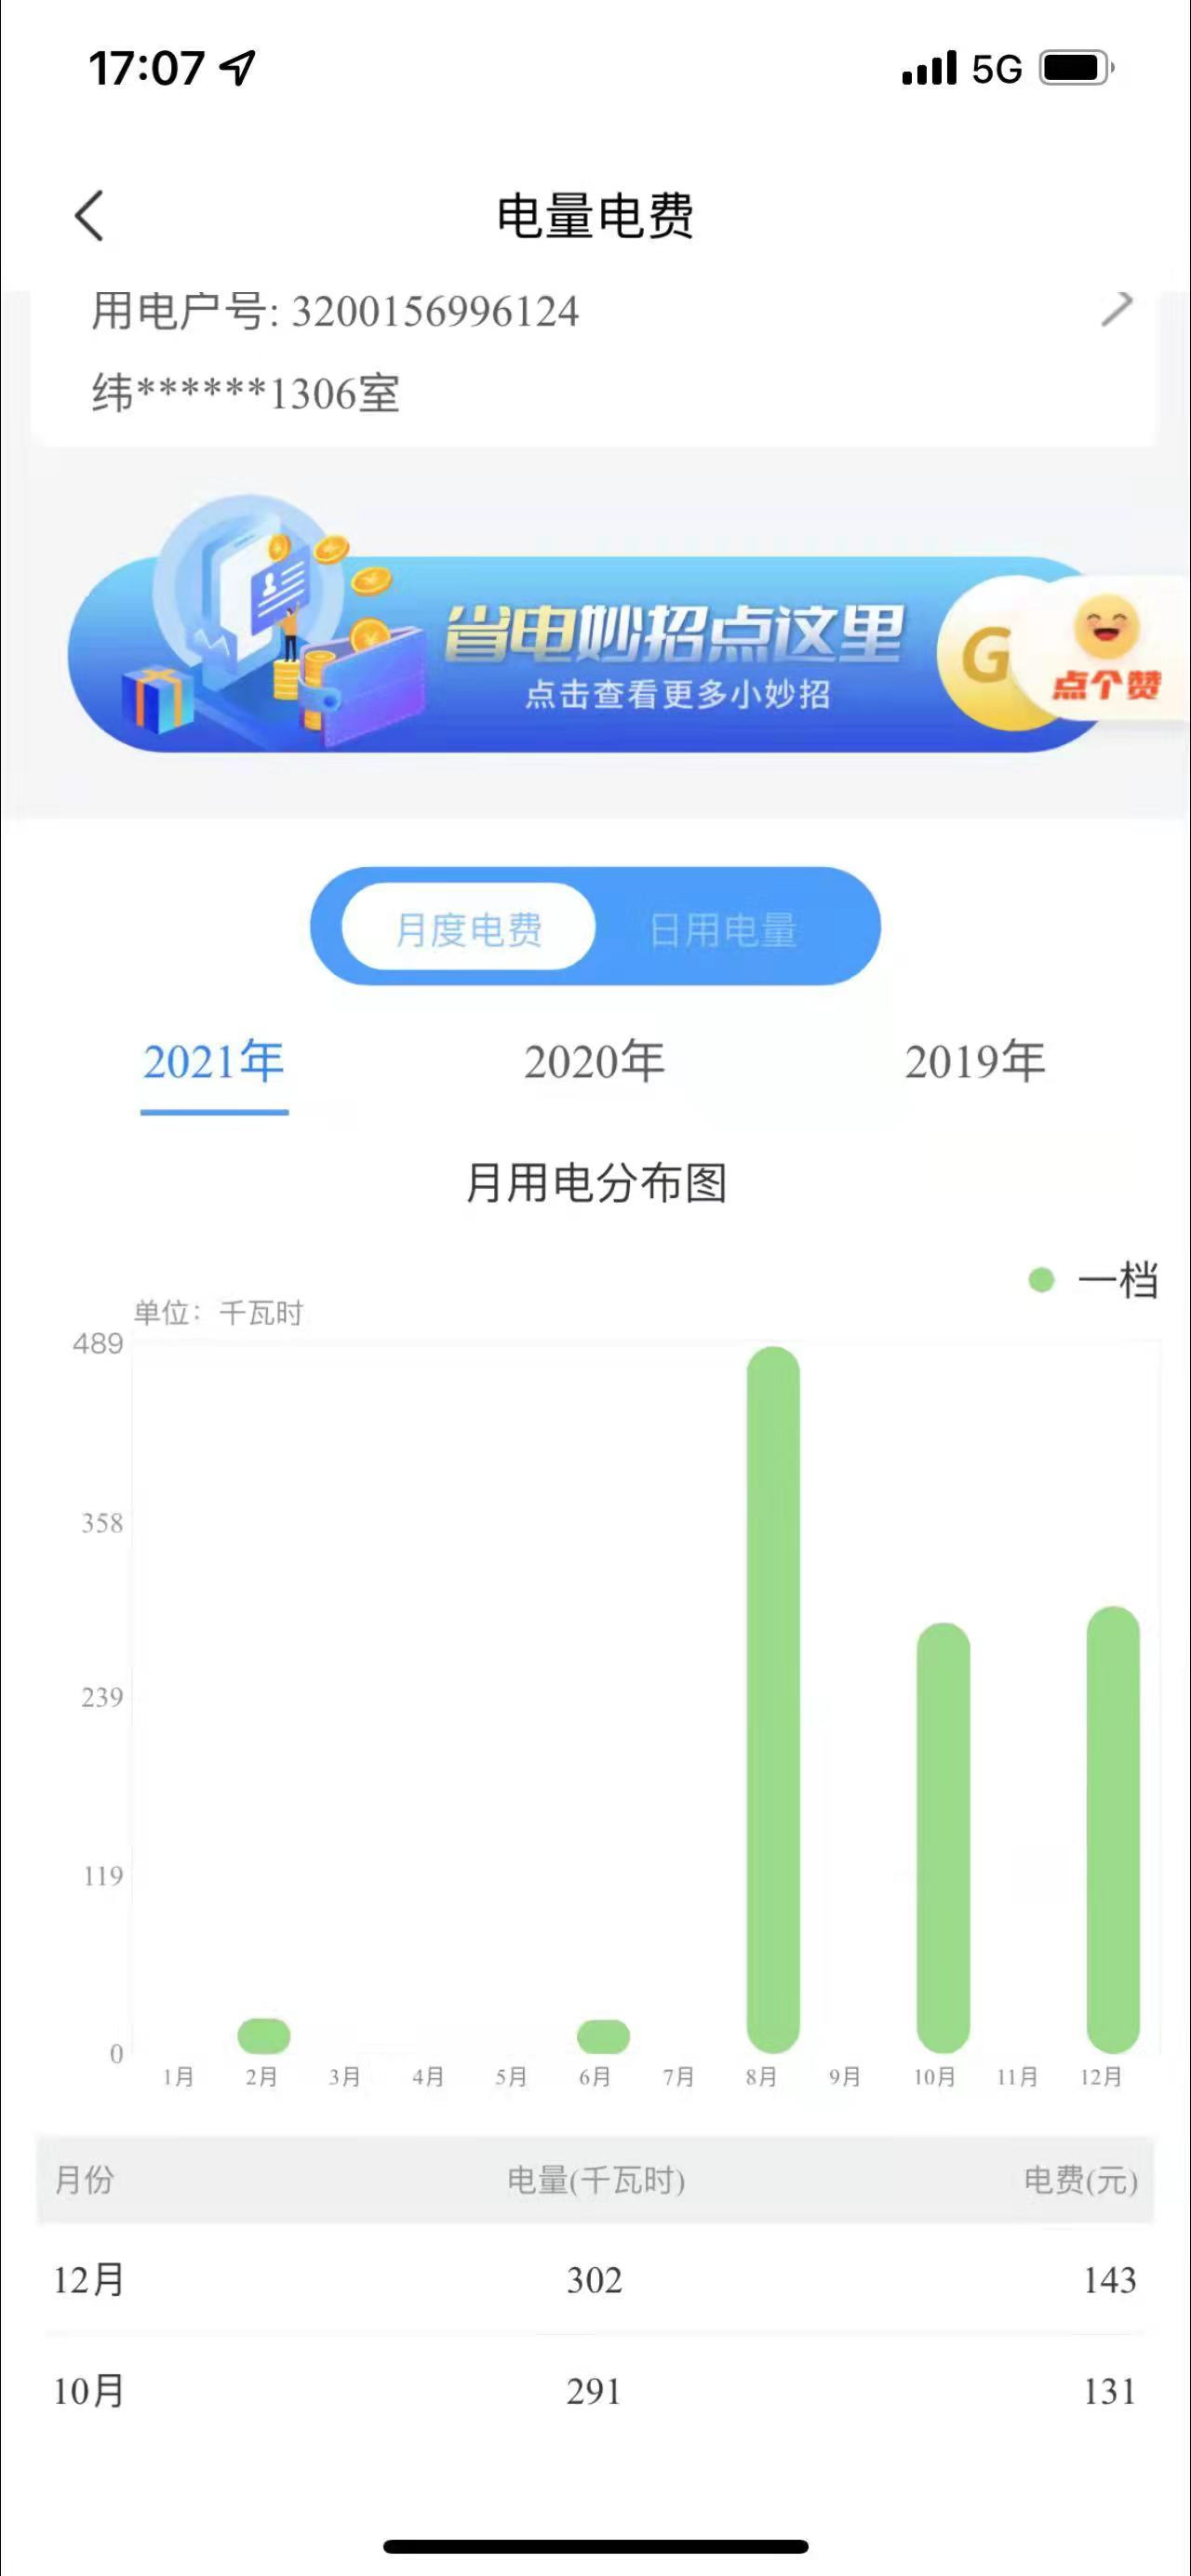 17:07
5G
电量电费
用电户号: 3200156996124
纬******1306室
省电妙招点这里
点击查看更多小妙招
G
点个赞
月度电费 日用电量
2021年 2020年 2019年
月用电分布图
一档
单位：千瓦时
489
358
239
119
0
1月 2月 3月 4月 5月 6月 7月 8月 9月 10月 11月 12月
月份 电量(千瓦时) 电费(元)
12月 302 143
10月 291 131